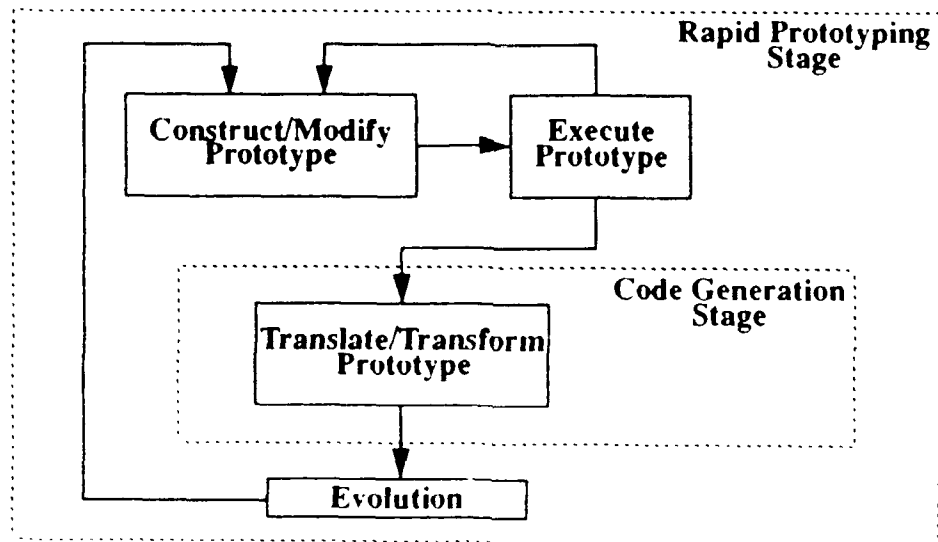 Rapid Prototyping
Stage
Construct/Modify
Prototype
Execute
Prototype
Code Generation
Stage
Translate/Transform
Prototype
Evolution